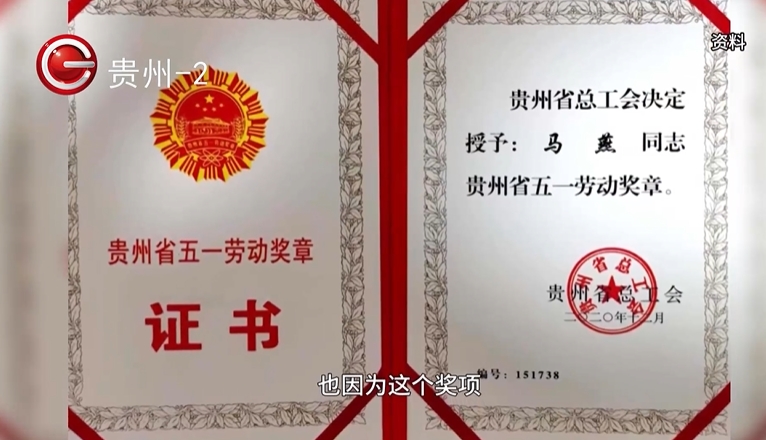 贵州-2
资料
贵州省五一劳动奖章
证书
贵州省总工会决定
授予：马 燕 同志
贵州省五一劳动奖章。
贵州省总工会
二〇二〇年十二月
编号：151738
也因为这个奖项